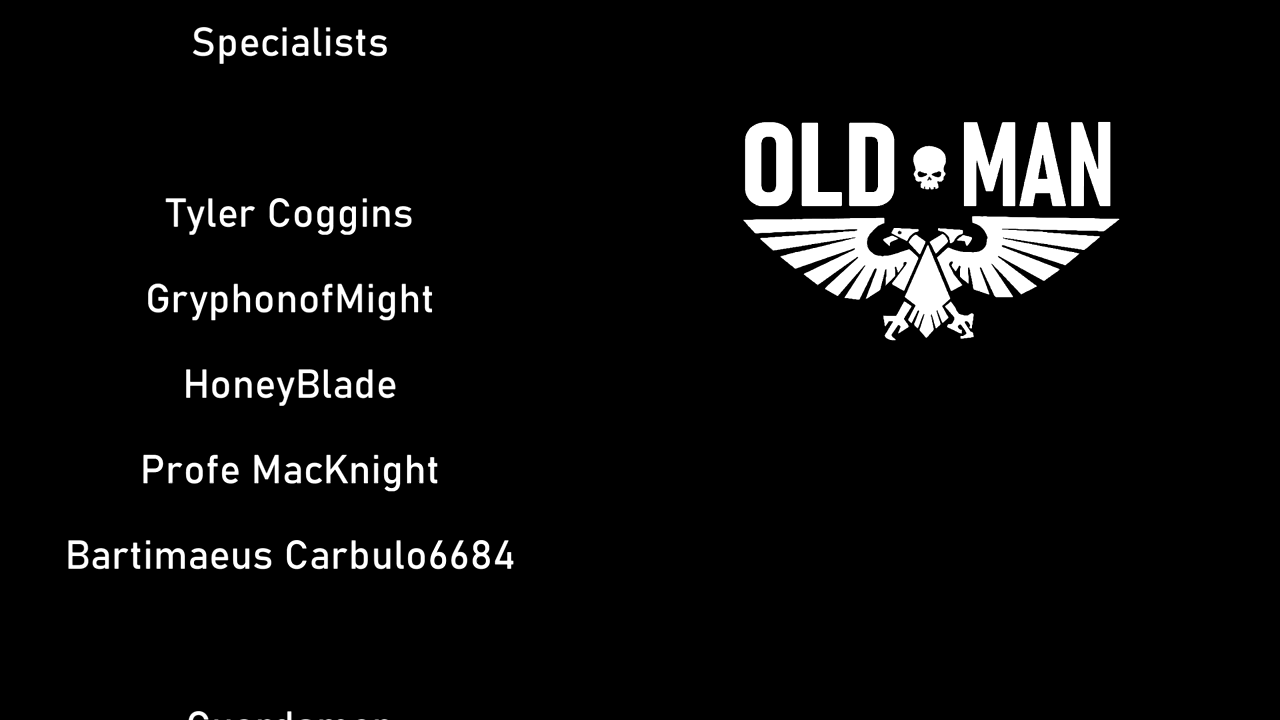 Specialists
OLD MAN
Tyler Coggins
GryphonofMight
HoneyBlade
Profe MacKnight
Bartimaeus Carbulo6684